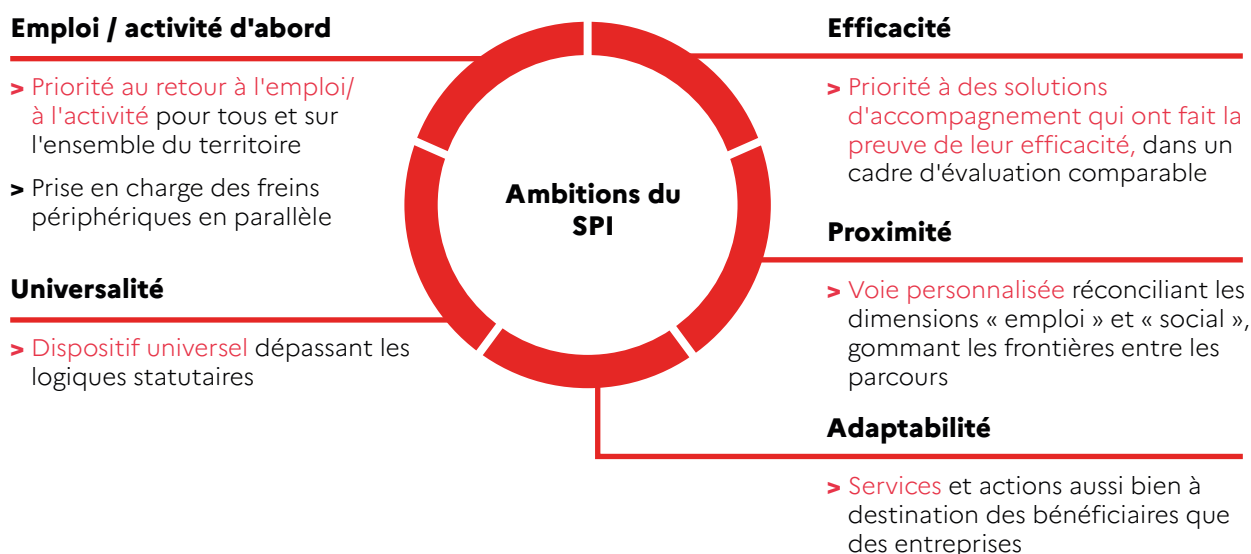 Emploi / activité d'abord
> Priorité au retour à l'emploi/
à l'activité pour tous et sur
l'ensemble du territoire
> Prise en charge des freins
périphériques en parallèle
Universalité
> Dispositif universel dépassant les
logiques statutaires
Ambitions du
SPI
Efficacité
> Priorité à des solutions
d'accompagnement qui ont fait la
preuve de leur efficacité, dans un
cadre d'évaluation comparable
Proximité
> Voie personnalisée réconciliant les
dimensions « emploi » et « social »,
gommant les frontières entre les
parcours
Adaptabilité
> Services et actions aussi bien à
destination des bénéficiaires que
des entreprises